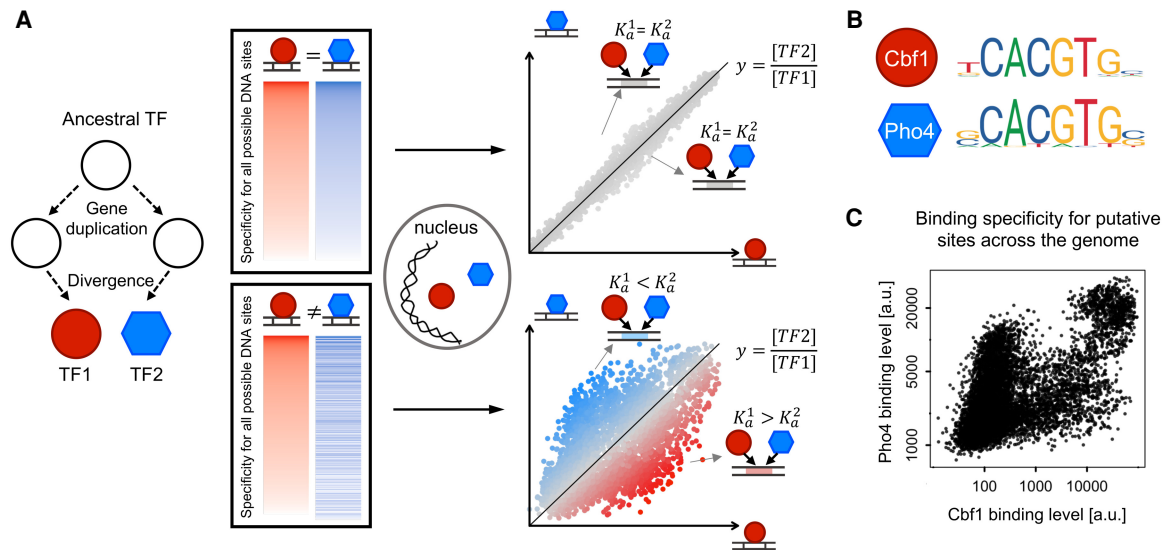 A
Ancestral TF
Gene
duplication
Divergence
TF1
TF2
Specificity for all possible DNA sites
=
Specificity for all possible DNA sites
≠
nucleus
K_a^1 = K_a^2
y = [TF2]/[TF1]
K_a^1 = K_a^2
K_a^1 < K_a^2
y = [TF2]/[TF1]
K_a^1 > K_a^2
B
Cbf1
TCACGTG
Pho4
CACGTG
C
Binding specificity for putative
sites across the genome
Pho4 binding level [a.u.]
20000
5000
1000
100 1000 10000
Cbf1 binding level [a.u.]